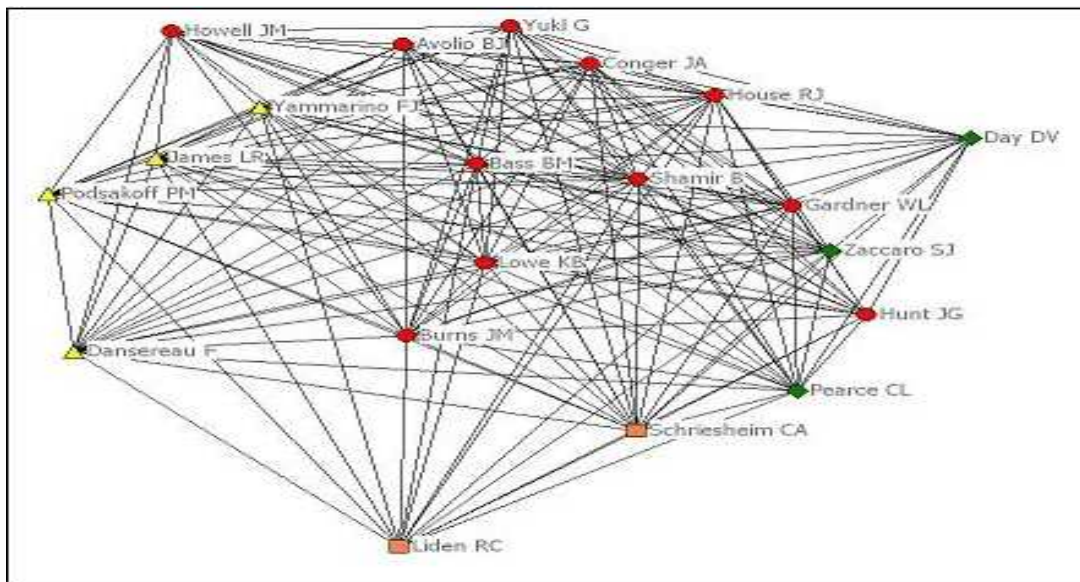 Howell JM
Yukl G
Avolio BJ
Conger JA
House RJ
Yammarino FJ
Day DV
James LR
Bass BM
Shamir B
Podsakoff PM
Gardner WL
Zaccaro SJ
Lowe KB
Hunt JG
Burns JM
Dansereau F
Pearce CL
Schriesheim CA
Liden RC